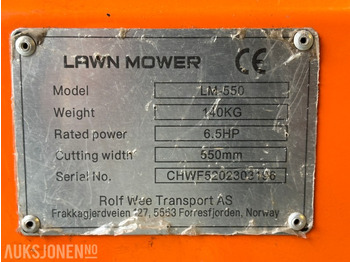 LAWN MOWER CE
Model LM-550
Weight 140KG
Rated power 6.5HP
Cutting width 550mm
Serial No. CHWF5202303196
Rolf Wee Transport AS
Frakkagjerdveien 127, 5563 Førresfjorden, Norway
AUKSJONEN.NO